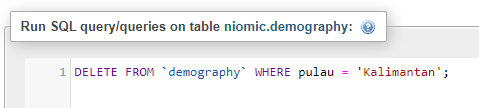 Run SQL query/queries on table niomic.demography:
1 DELETE FROM `demography` WHERE pulau = 'Kalimantan';